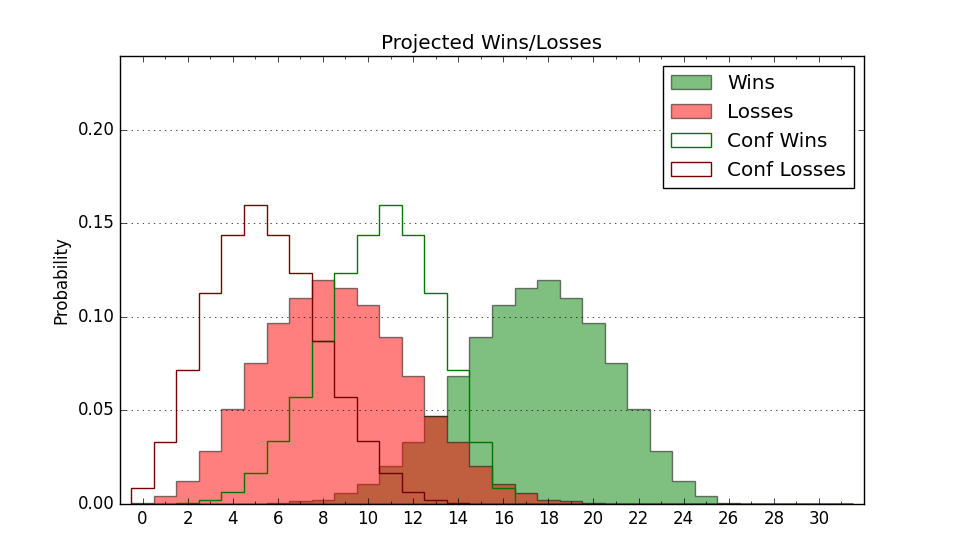 Projected Wins/Losses
Wins
Losses
Conf Wins
Conf Losses
Probability
0.20
0.15
0.10
0.05
0.00
0 2 4 6 8 10 12 14 16 18 20 22 24 26 28 30